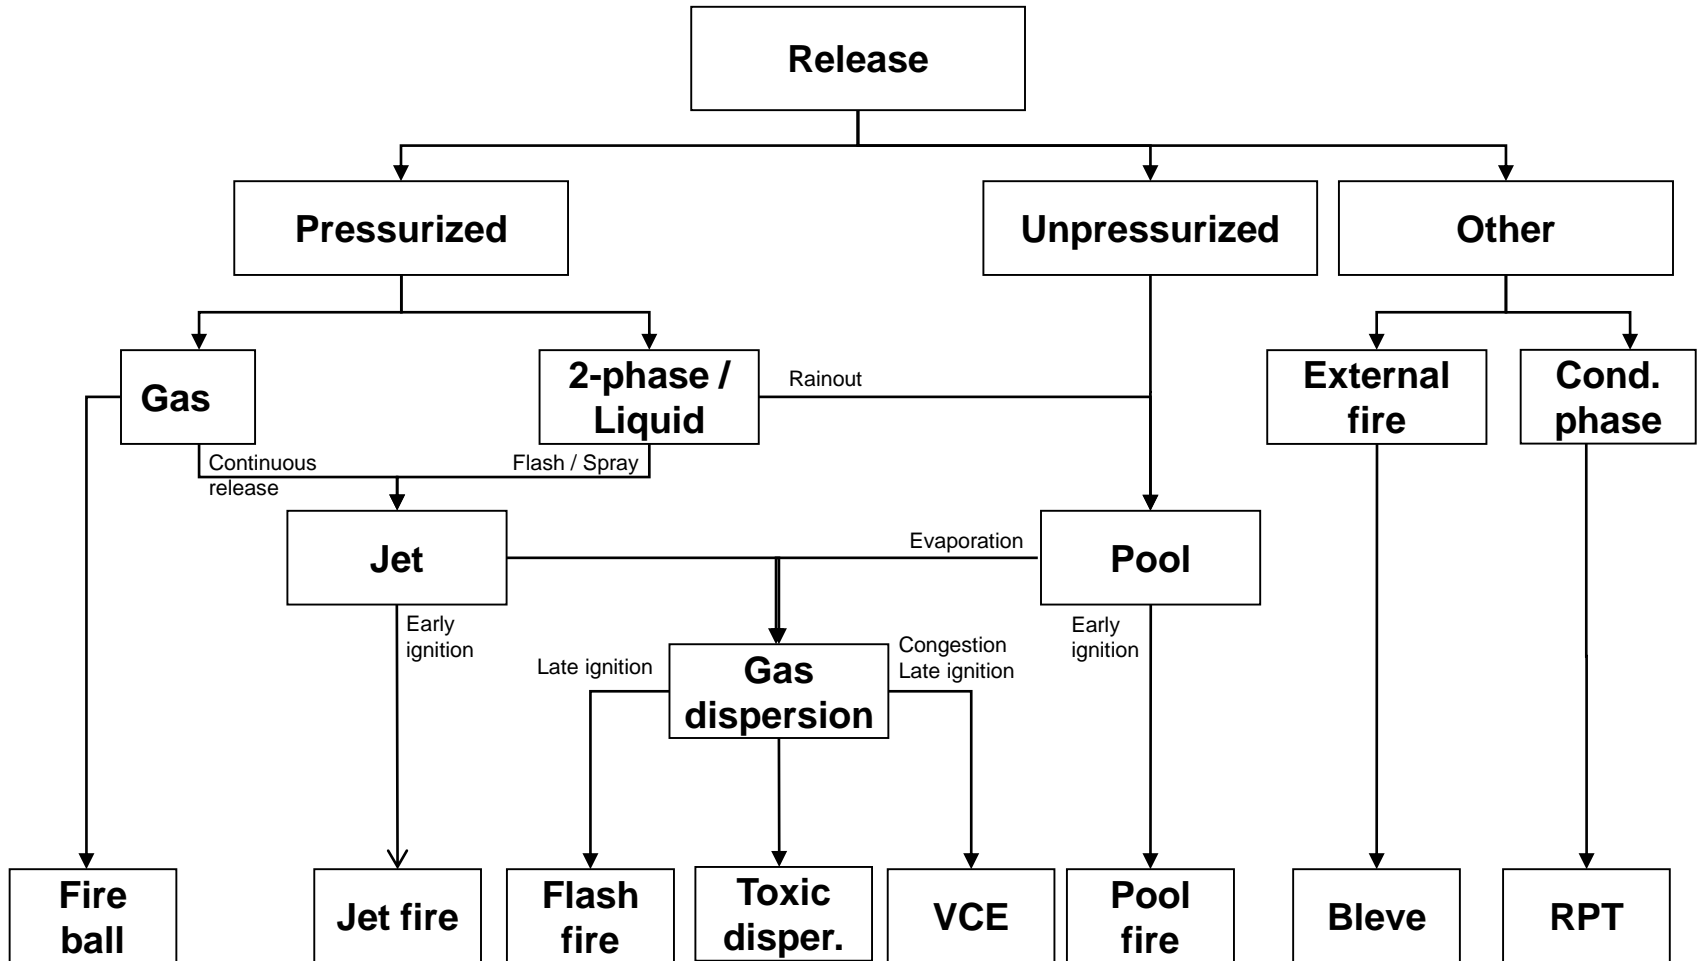 Release
Pressurized
Unpressurized
Other
Gas
2-phase /
Liquid
Rainout
External
fire
Cond.
phase
Continuous
release
Flash / Spray
Jet
Evaporation
Pool
Early
ignition
Late ignition
Gas
dispersion
Congestion
Late ignition
Early
ignition
Fire
ball
Jet fire
Flash
fire
Toxic
disper.
VCE
Pool
fire
Bleve
RPT